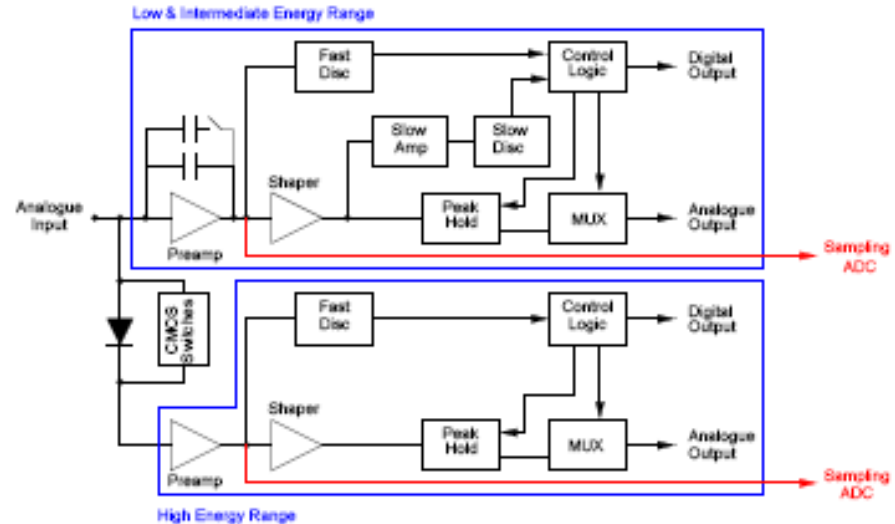 Low & Intermediate Energy Range
Fast
Disc
Control
Logic
Digital
Output
Slow
Amp
Slow
Disc
Analogue
Input
Preamp
Shaper
Peak
Hold
MUX
Analogue
Output
Sampling
ADC
CMOS
Switches
Fast
Disc
Control
Logic
Digital
Output
Preamp
Shaper
Peak
Hold
MUX
Analogue
Output
Sampling
ADC
High Energy Range